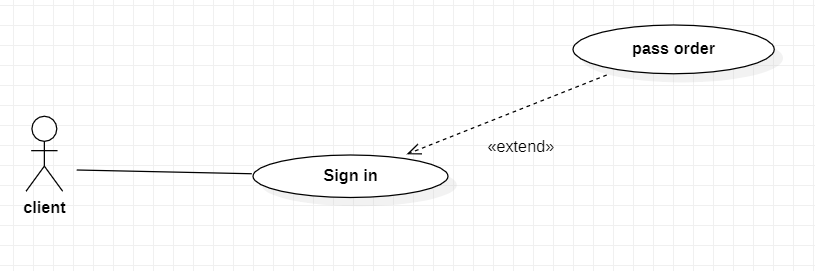 pass order
«extend»
Sign in
client